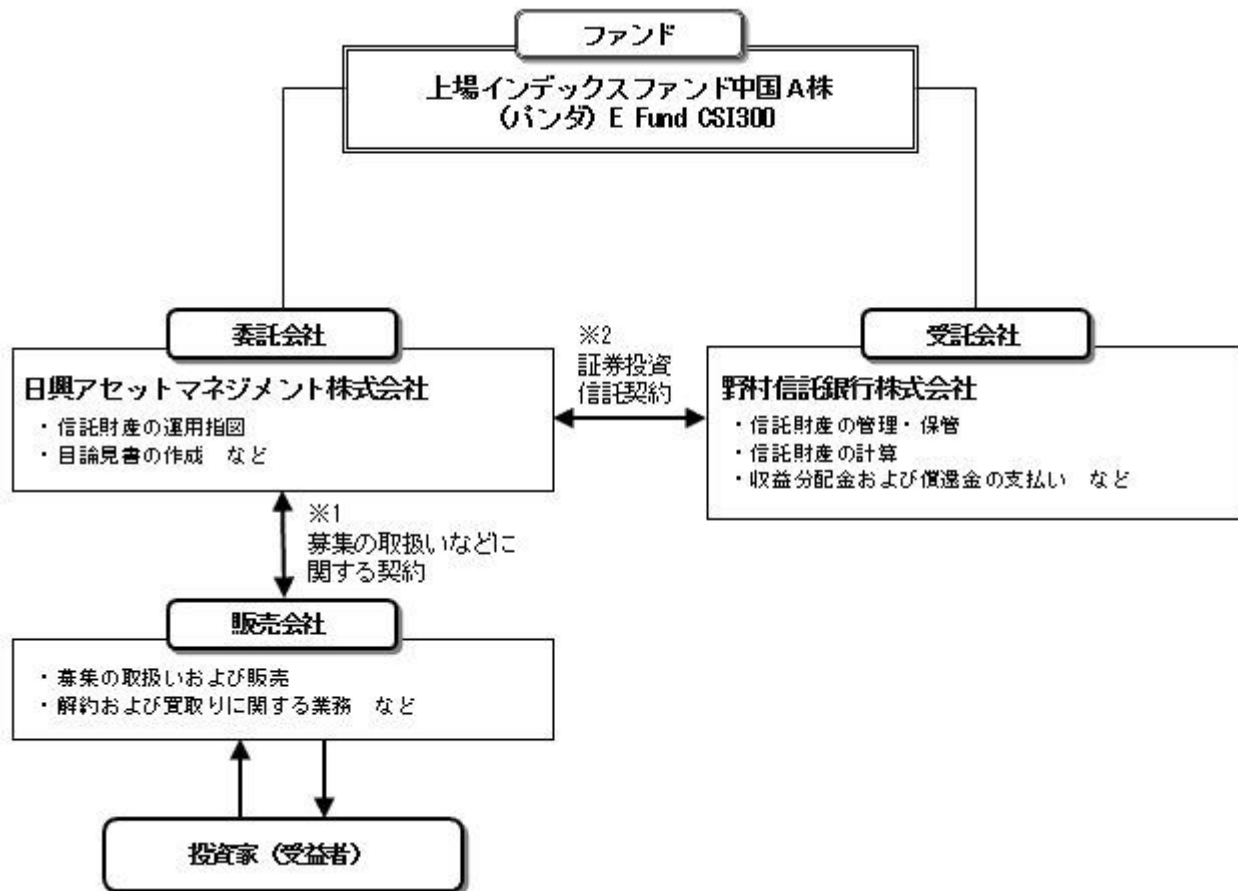 ファンド
上場インデックスファンド中国A株
(パンダ) E Fund CSI300
委託会社
日興アセットマネジメント株式会社
・信託財産の運用指図
・目論見書の作成 など
※2
証券投資
信託契約
受託会社
野村信託銀行株式会社
・信託財産の管理・保管
・信託財産の計算
・収益分配金および償還金の支払い など
※1
募集の取扱いなどに
関する契約
販売会社
・募集の取扱いおよび販売
・解約および買取りに関する業務 など
投資家(受益者)